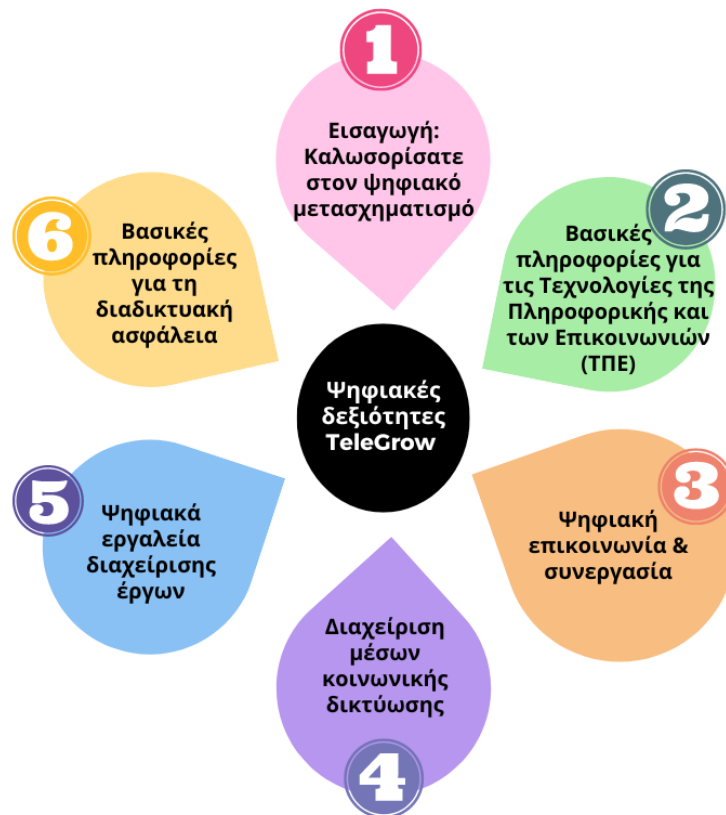 1
Εισαγωγή:
Καλωσορίσατε
στον ψηφιακό
μετασχηματισμό
2
Βασικές
πληροφορίες για
τις Τεχνολογίες της
Πληροφορικής και
των Επικοινωνιών
(ΤΠΕ)
3
Ψηφιακή
επικοινωνία &
συνεργασία
4
Διαχείριση
μέσων
κοινωνικής
δικτύωσης
5
Ψηφιακά
εργαλεία
διαχείρισης
έργων
6
Βασικές
πληροφορίες
για τη
διαδικτυακή
ασφάλεια
Ψηφιακές
δεξιότητες
TeleGrow